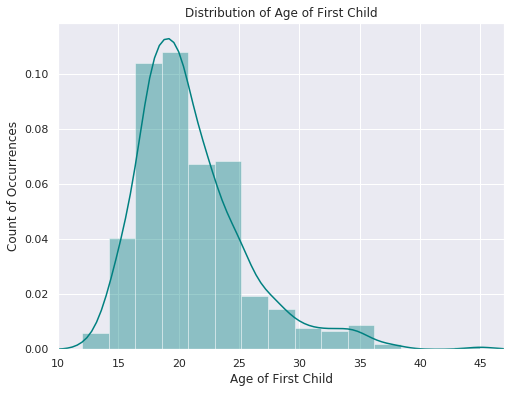 Distribution of Age of First Child
0.10
0.08
0.06
0.04
0.02
0.00
Count of Occurrences
10 15 20 25 30 35 40 45
Age of First Child